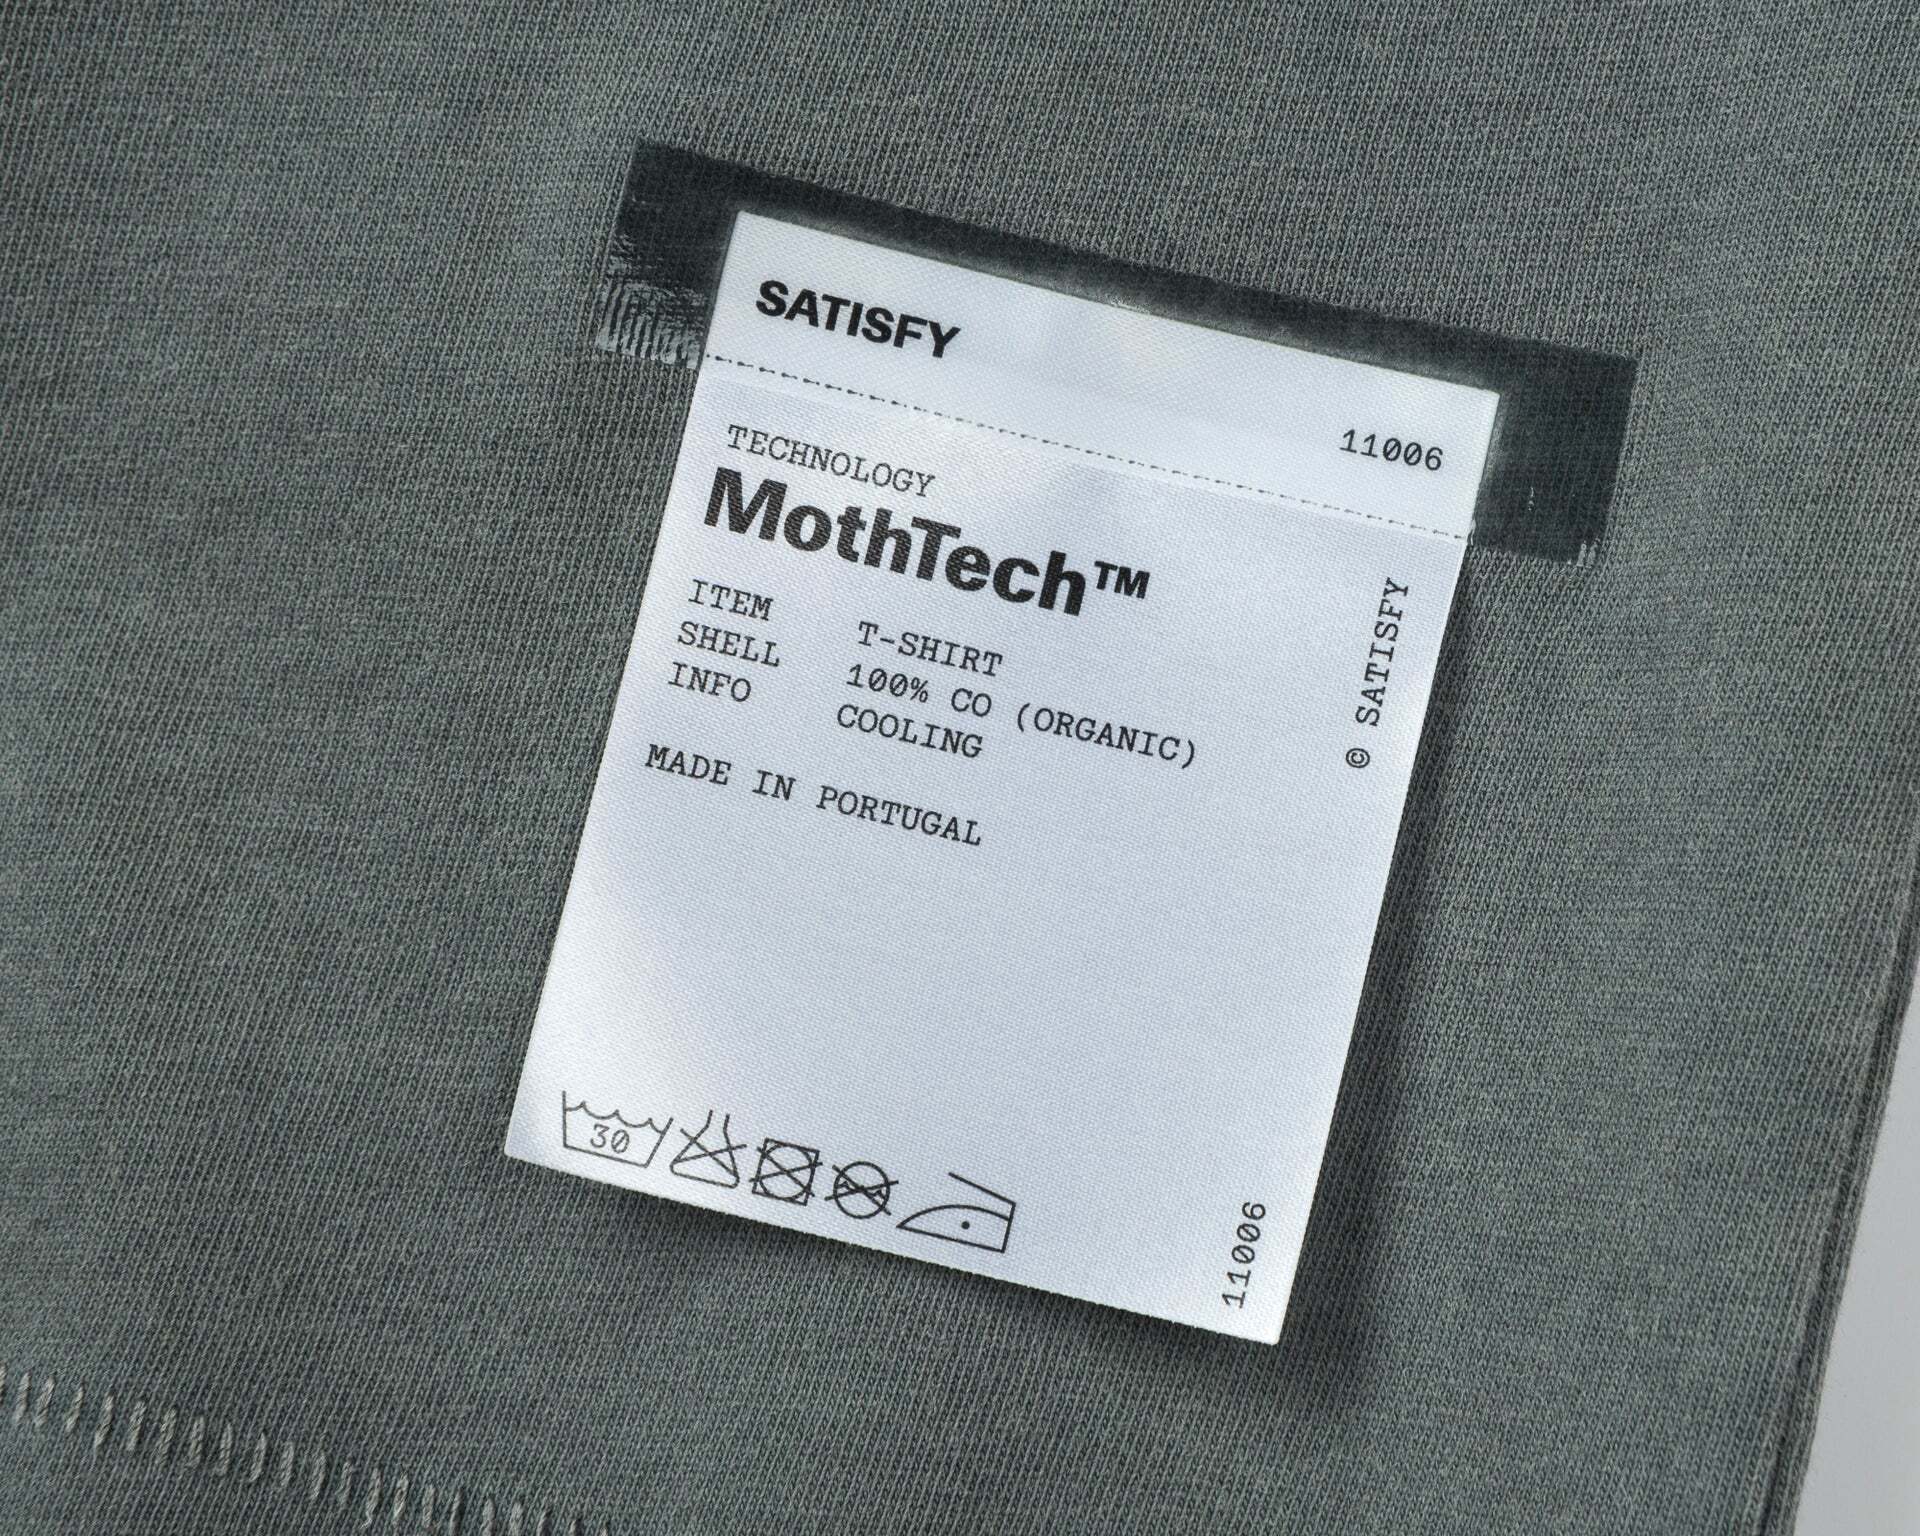 SATISFY
11006
TECHNOLOGY
MothTech™
ITEM T-SHIRT
SHELL 100% CO (ORGANIC)
INFO COOLING
MADE IN PORTUGAL
© SATISFY
30
11006